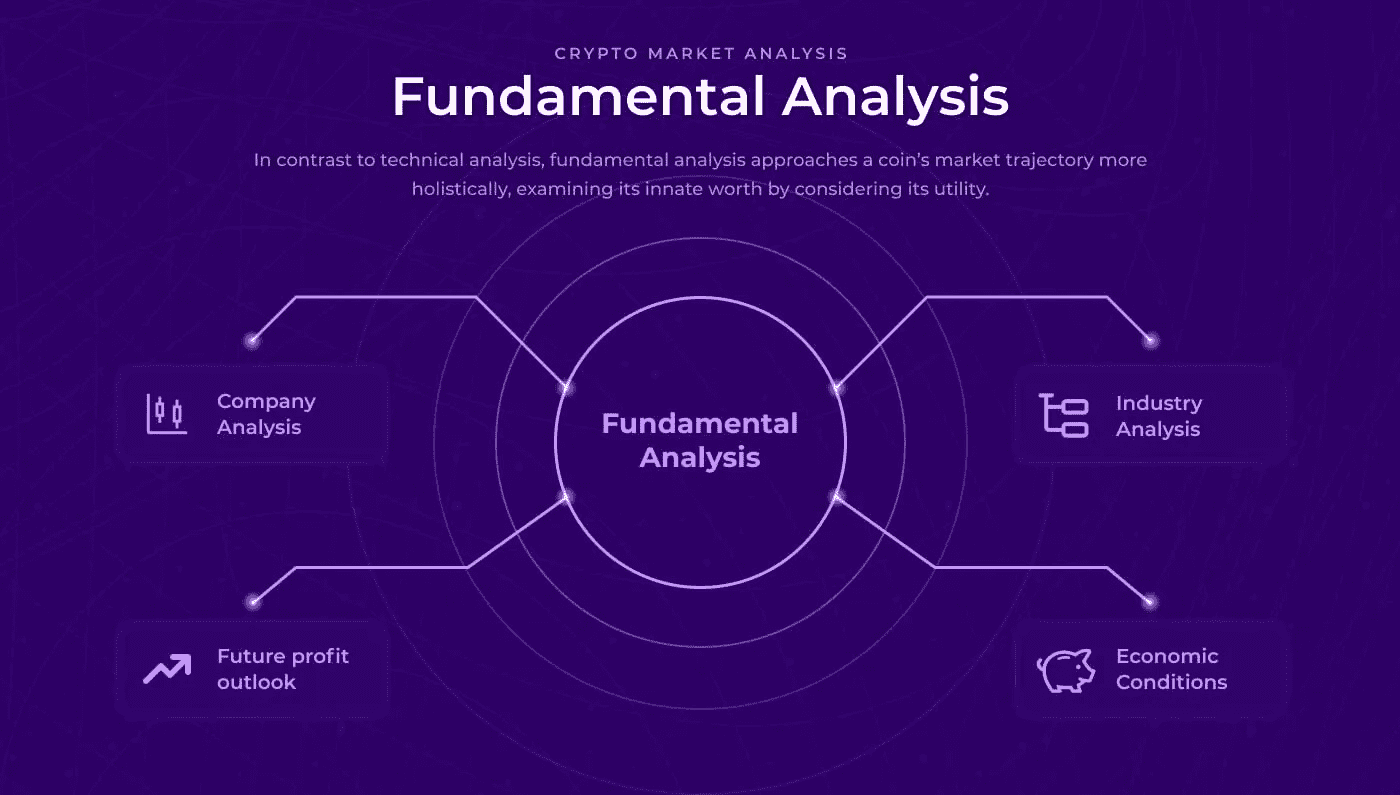 CRYPTO MARKET ANALYSIS
Fundamental Analysis
In contrast to technical analysis, fundamental analysis approaches a coin’s market trajectory more
holistically, examining its innate worth by considering its utility.
Company
Analysis
Industry
Analysis
Fundamental
Analysis
Future profit
outlook
Economic
Conditions